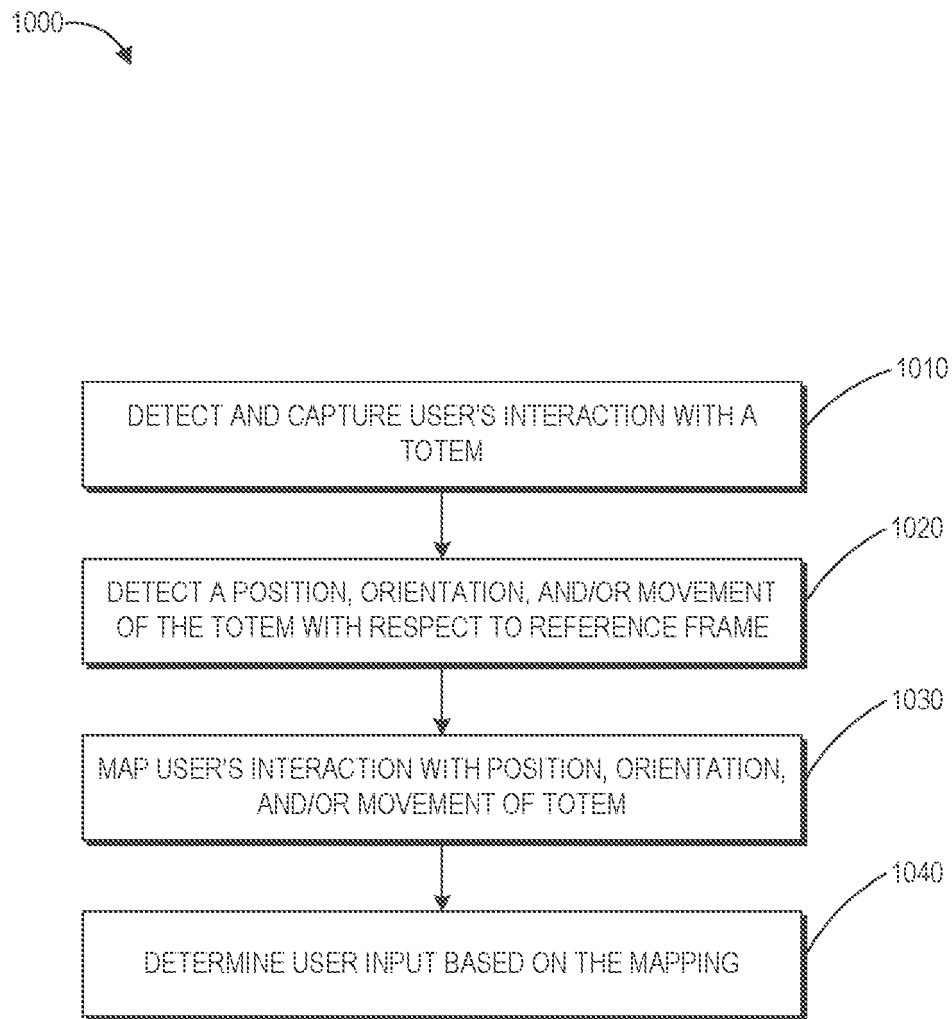 1000
1010
DETECT AND CAPTURE USER'S INTERACTION WITH A
TOTEM
1020
DETECT A POSITION, ORIENTATION, AND/OR MOVEMENT
OF THE TOTEM WITH RESPECT TO REFERENCE FRAME
1030
MAP USER'S INTERACTION WITH POSITION, ORIENTATION,
AND/OR MOVEMENT OF TOTEM
1040
DETERMINE USER INPUT BASED ON THE MAPPING